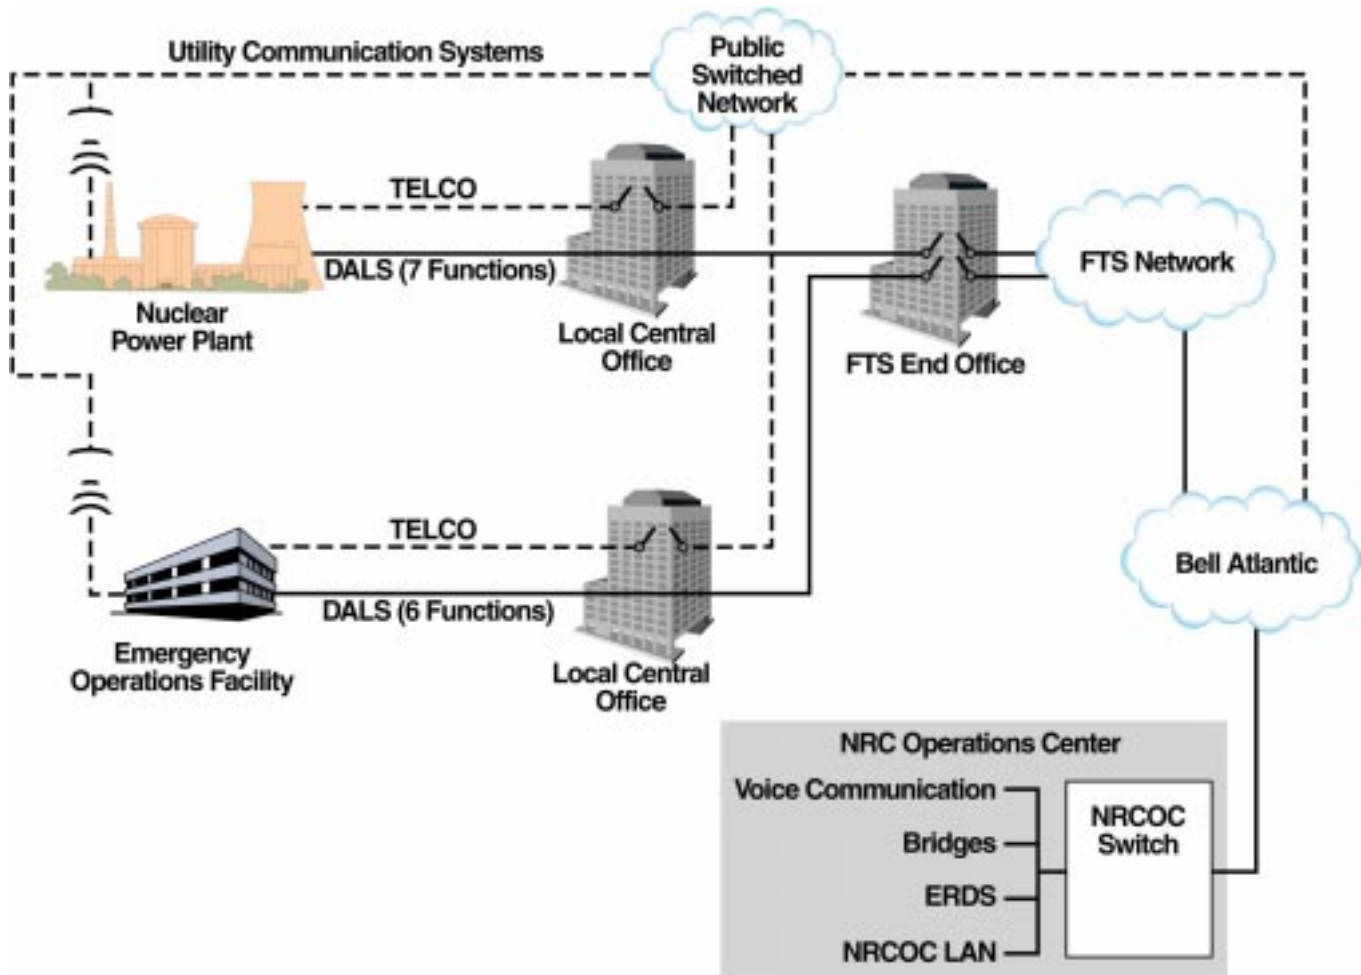 Utility Communication Systems
Public
Switched
Network
TELCO
DALS (7 Functions)
Nuclear
Power Plant
Local Central
Office
FTS End Office
FTS Network
TELCO
DALS (6 Functions)
Emergency
Operations Facility
Local Central
Office
Bell Atlantic
NRC Operations Center
Voice Communication
Bridges
ERDS
NRCOC LAN
NRCOC
Switch